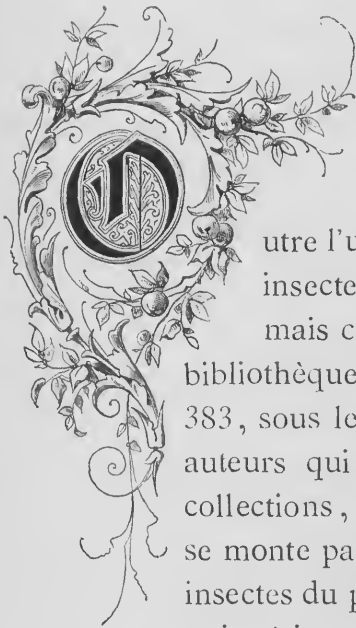 Outre l'u
insecte
mais c
bibliothèque
383, sous le
auteurs qui
collections,
se monte pa
insectes du p